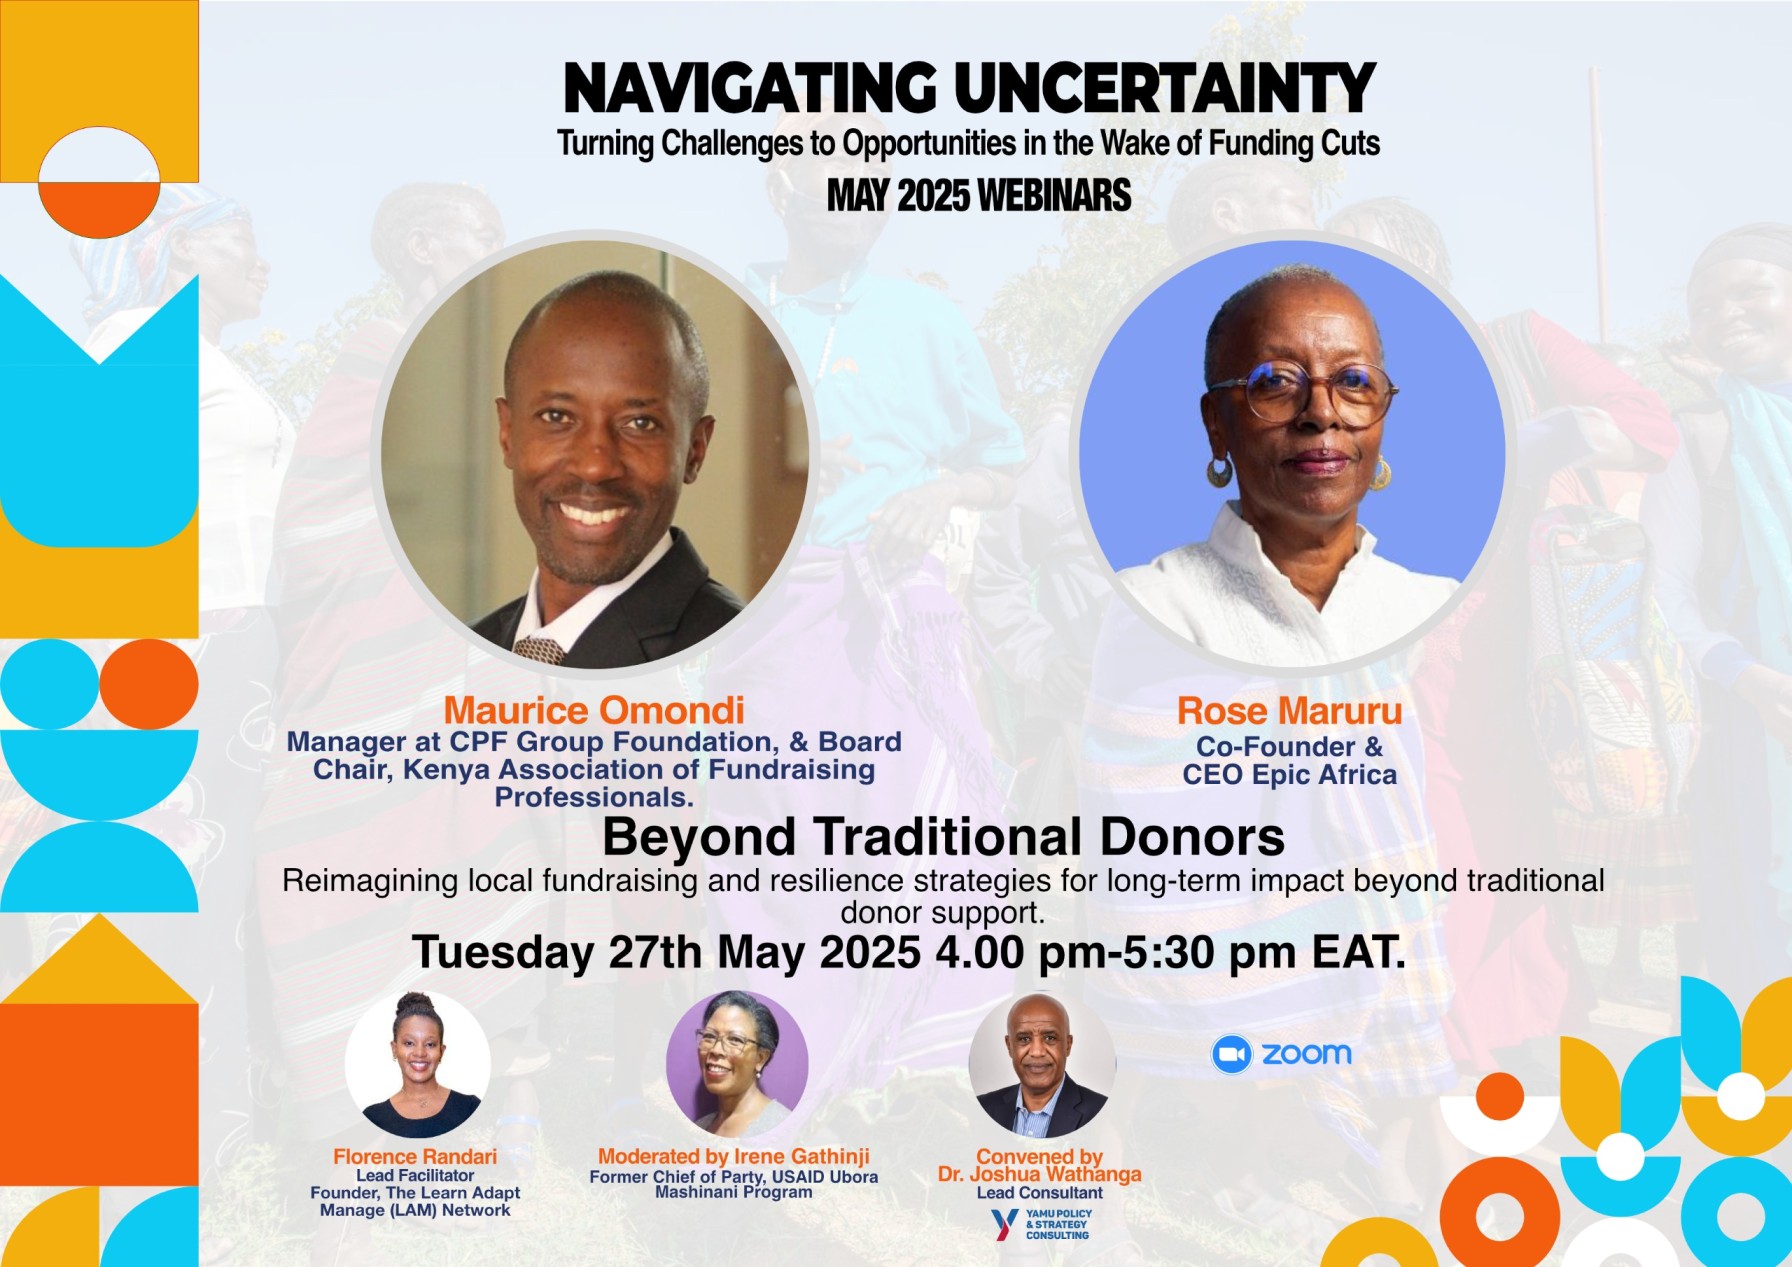 NAVIGATING UNCERTAINTY
Turning Challenges to Opportunities in the Wake of Funding Cuts
MAY 2025 WEBINARS
Maurice Omondi
Manager at CPF Group Foundation, & Board
Chair, Kenya Association of Fundraising
Professionals.
Rose Maruru
Co-Founder &
CEO Epic Africa
Beyond Traditional Donors
Reimagining local fundraising and resilience strategies for long-term impact beyond traditional
donor support.
Tuesday 27th May 2025 4.00 pm-5:30 pm EAT.
Florence Randari
Lead Facilitator
Founder, The Learn Adapt
Manage (LAM) Network
Moderated by Irene Gathinji
Former Chief of Party, USAID Ubora
Mashinani Program
Convened by
Dr. Joshua Wathanga
Lead Consultant
YAMU POLICY
& STRATEGY
CONSULTING
zoom